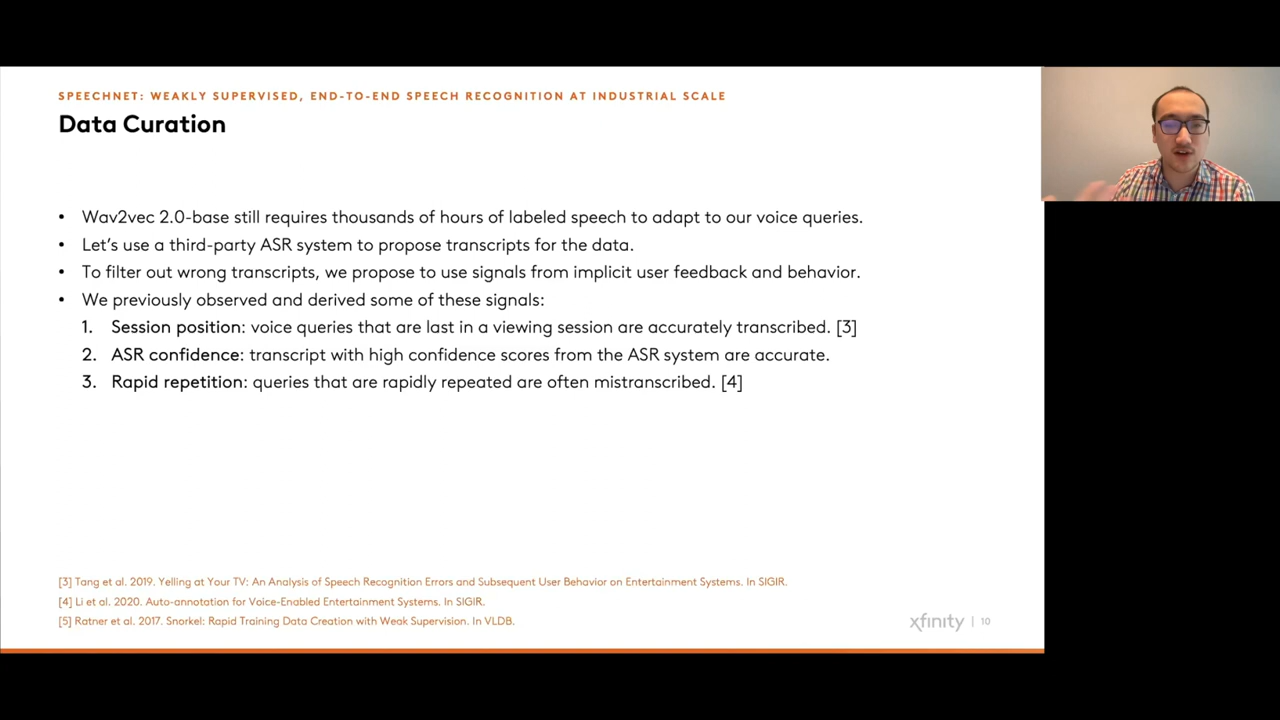 SPEECHNET: WEAKLY SUPERVISED, END-TO-END SPEECH RECOGNITION AT INDUSTRIAL SCALE
Data Curation
• Wav2vec 2.0-base still requires thousands of hours of labeled speech to adapt to our voice queries.
• Let's use a third-party ASR system to propose transcripts for the data.
• To filter out wrong transcripts, we propose to use signals from implicit user feedback and behavior.
• We previously observed and derived some of these signals:
1. Session position: voice queries that are last in a viewing session are accurately transcribed. [3]
2. ASR confidence: transcript with high confidence scores from the ASR system are accurate.
3. Rapid repetition: queries that are rapidly repeated are often mistranscribed. [4]
[3] Tang et al. 2019. Yelling at Your TV: An Analysis of Speech Recognition Errors and Subsequent User Behavior on Entertainment Systems. In SIGIR.
[4] Li et al. 2020. Auto-annotation for Voice-Enabled Entertainment Systems. In SIGIR.
[5] Ratner et al. 2017. Snorkel: Rapid Training Data Creation with Weak Supervision. In VLDB.
xfinity | 10